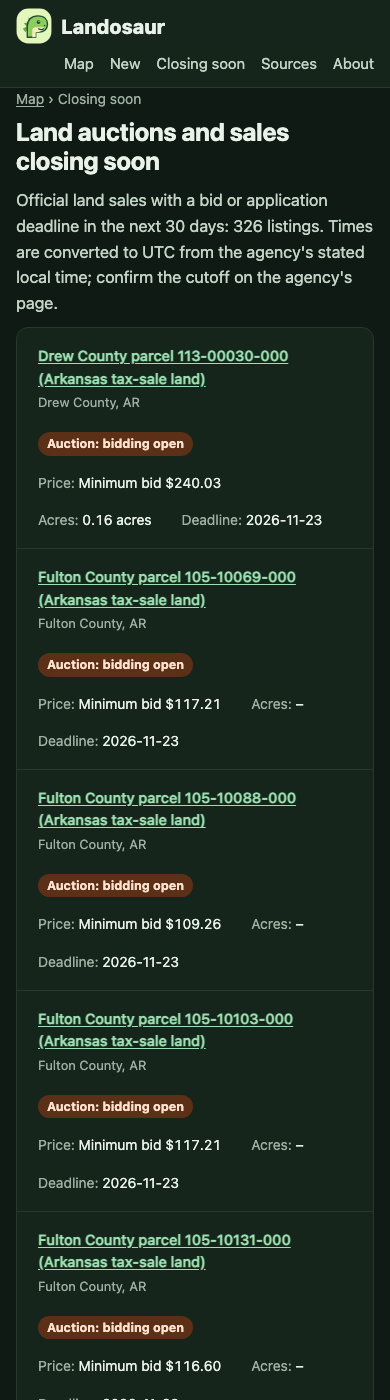 Landosaur
Map New Closing soon Sources About
Map › Closing soon
Land auctions and sales
closing soon
Official land sales with a bid or application
deadline in the next 30 days: 326 listings. Times
are converted to UTC from the agency's stated
local time; confirm the cutoff on the agency's
page.
Drew County parcel 113-00030-000
(Arkansas tax-sale land)
Drew County, AR
Auction: bidding open
Price: Minimum bid $240.03
Acres: 0.16 acres Deadline: 2026-11-23
Fulton County parcel 105-10069-000
(Arkansas tax-sale land)
Fulton County, AR
Auction: bidding open
Price: Minimum bid $117.21 Acres: –
Deadline: 2026-11-23
Fulton County parcel 105-10088-000
(Arkansas tax-sale land)
Fulton County, AR
Auction: bidding open
Price: Minimum bid $109.26 Acres: –
Deadline: 2026-11-23
Fulton County parcel 105-10103-000
(Arkansas tax-sale land)
Fulton County, AR
Auction: bidding open
Price: Minimum bid $117.21 Acres: –
Deadline: 2026-11-23
Fulton County parcel 105-10131-000
(Arkansas tax-sale land)
Fulton County, AR
Auction: bidding open
Price: Minimum bid $116.60 Acres: –